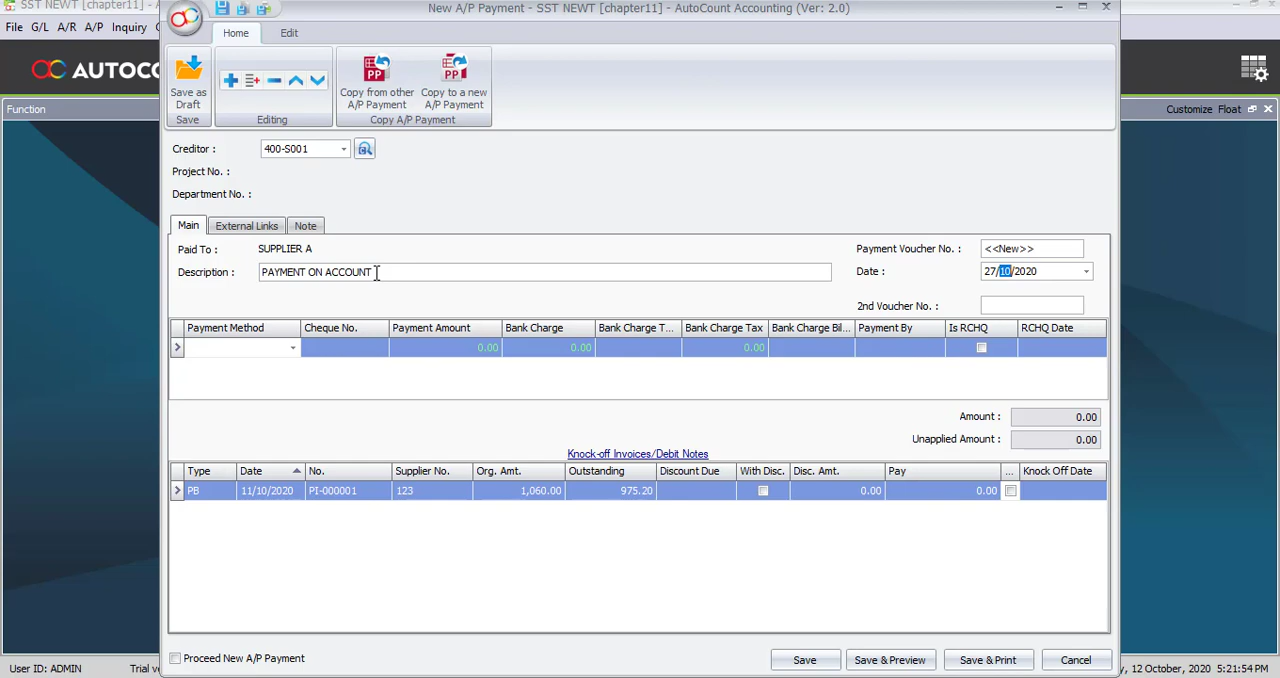 SST NEWT [chapter11] - A
New A/P Payment - SST NEWT [chapter11] - AutoCount Accounting (Ver: 2.0)
File G/L A/R A/P Inquiry
Home Edit
AUTOCO
Save as Draft
Copy from other A/P Payment
Copy to a new A/P Payment
Save Editing Copy A/P Payment
Function
Customize Float
Creditor : 400-S001
Project No. :
Department No. :
Main External Links Note
Paid To : SUPPLIER A
Payment Voucher No. : <<New>>
Description : PAYMENT ON ACCOUNT
Date : 27/10/2020
2nd Voucher No. :
Payment Method Cheque No. Payment Amount Bank Charge Bank Charge T... Bank Charge Tax Bank Charge Bil... Payment By Is RCHQ RCHQ Date
0.00 0.00 0.00
Amount : 0.00
Unapplied Amount : 0.00
Knock-off Invoices/Debit Notes
Type Date No. Supplier No. Org. Amt. Outstanding Discount Due With Disc. Disc. Amt. Pay ... Knock Off Date
PB 11/10/2020 PI-000001 123 1,060.00 975.20 0.00 0.00
Proceed New A/P Payment
Save Save & Preview Save & Print Cancel
User ID: ADMIN Trial ve
y, 12 October, 2020 5:21:54 PM